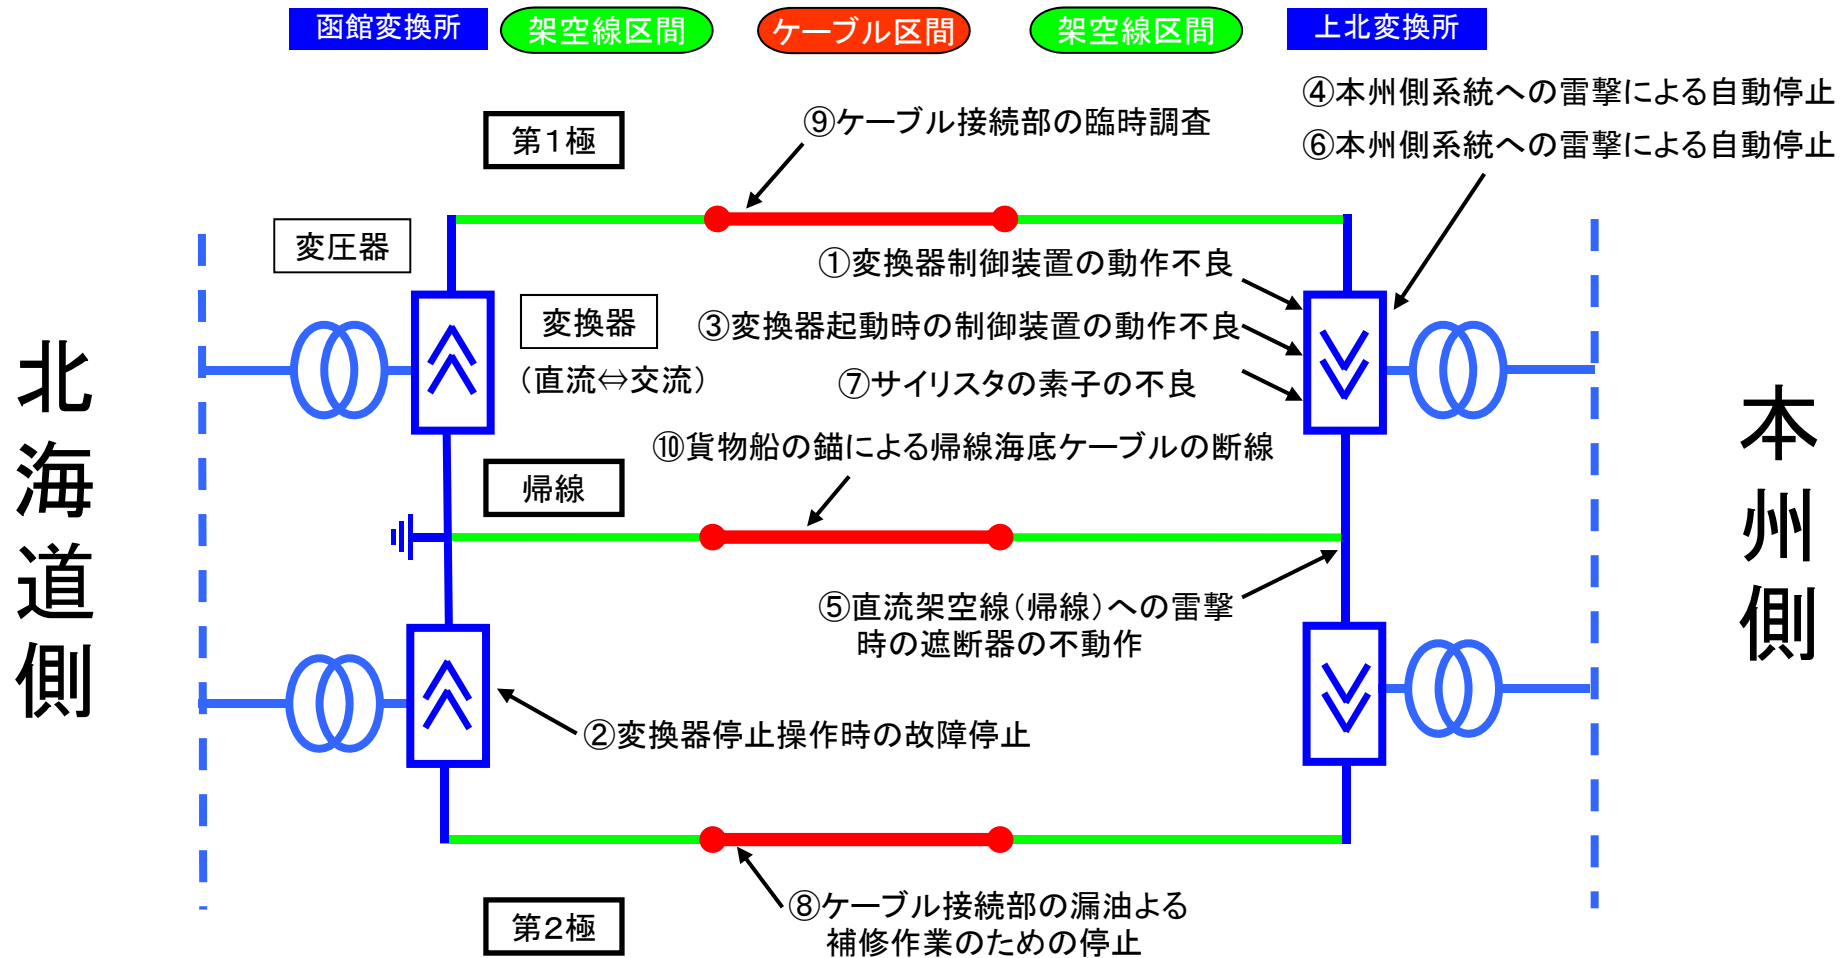 函館変換所
架空線区間
ケーブル区間
架空線区間
上北変換所
④本州側系統への雷撃による自動停止
⑨ケーブル接続部の臨時調査
第1極
⑥本州側系統への雷撃による自動停止
変圧器
①変換器制御装置の動作不良
変換器
③変換器起動時の制御装置の動作不良
(直流⇔交流)
⑦サイリスタの素子の不良
北海道側
本州側
⑩貨物船の錨による帰線海底ケーブルの断線
帰線
⑤直流架空線(帰線)への雷撃
時の遮断器の不動作
②変換器停止操作時の故障停止
⑧ケーブル接続部の漏油よる
補修作業のための停止
第2極